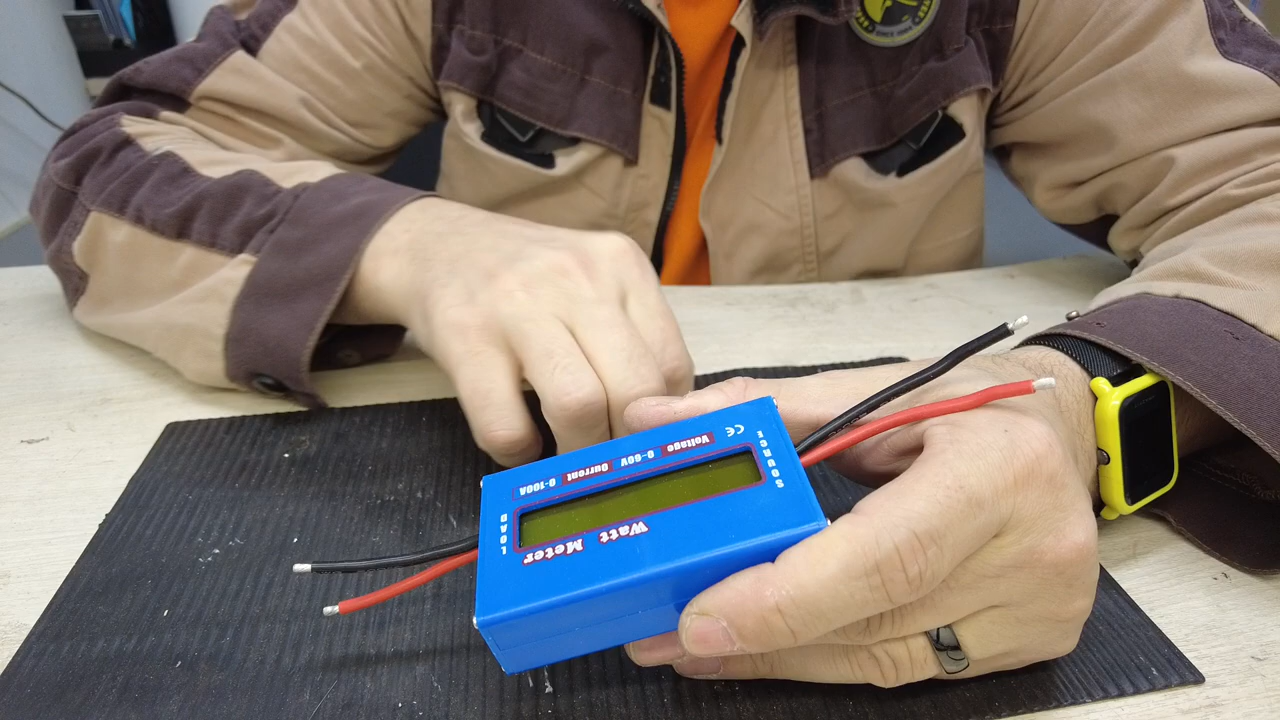 Watt Meter
Current 0-100A
Voltage 0-60V
CE
LOAD
SOURCE